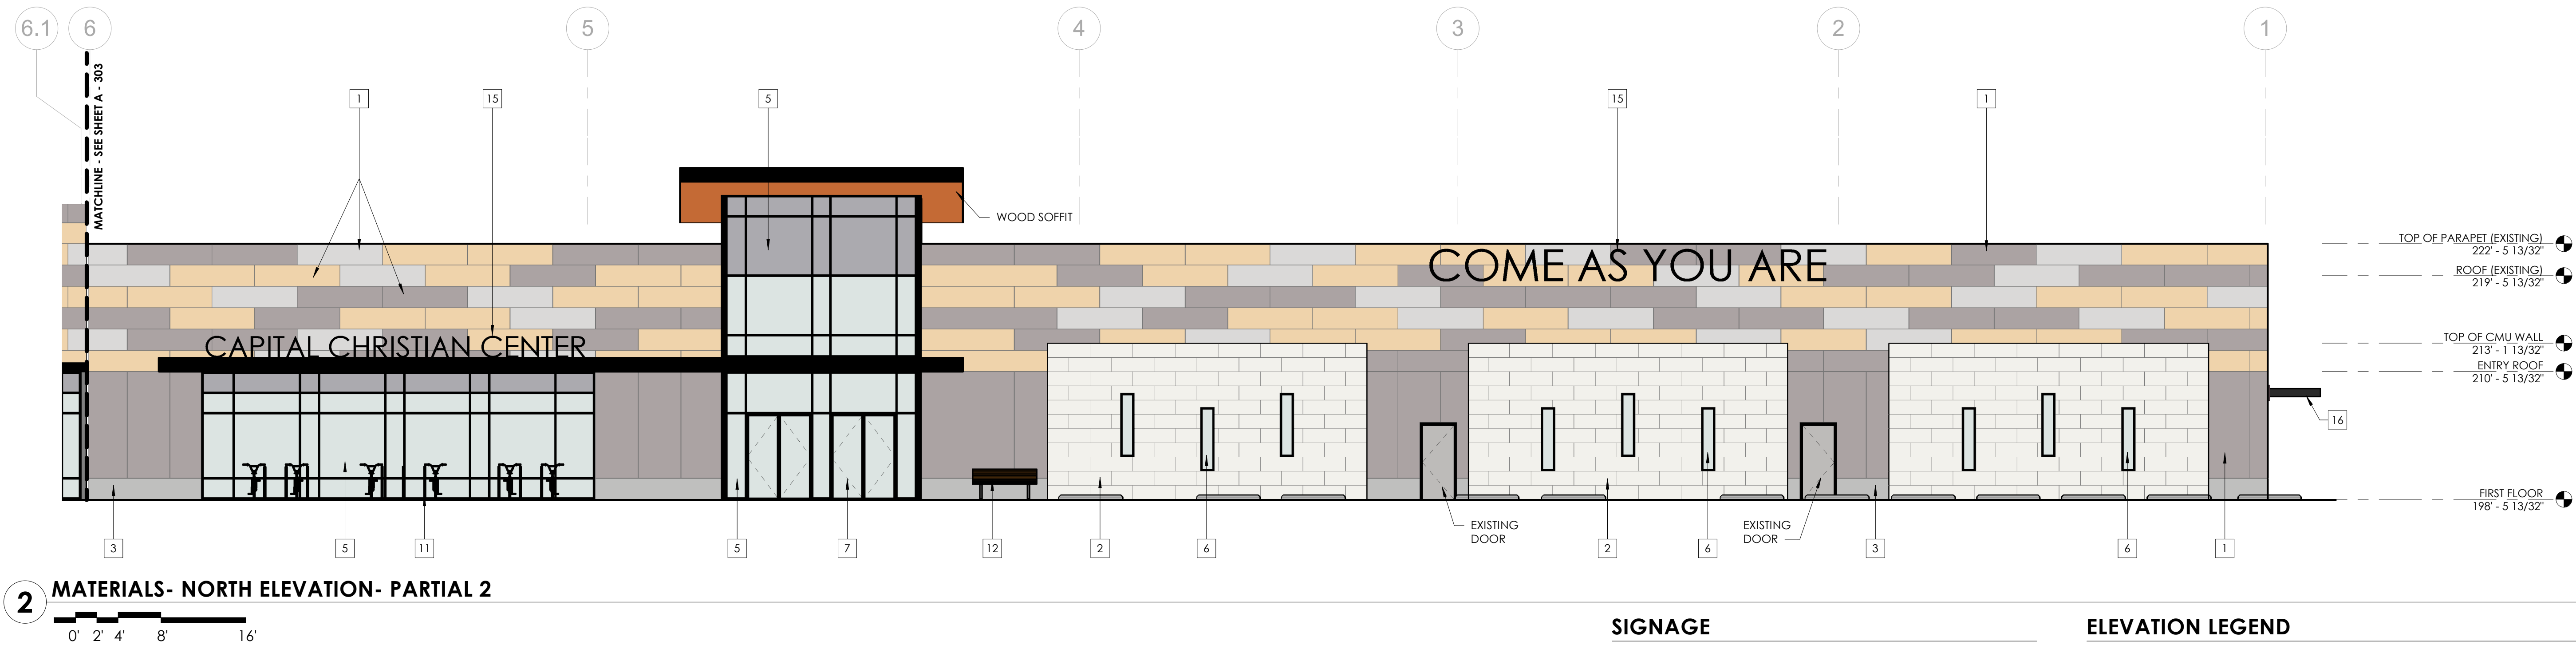 6.1
6
5
4
3
2
1
MATCHLINE - SEE SHEET A - 303
1
15
5
15
1
WOOD SOFFIT
COME AS YOU ARE
CAPITAL CHRISTIAN CENTER
TOP OF PARAPET (EXISTING)
222' - 5 13/32"
ROOF (EXISTING)
219' - 5 13/32"
TOP OF CMU WALL
213' - 1 13/32"
ENTRY ROOF
210' - 5 13/32"
16
FIRST FLOOR
198' - 5 13/32"
EXISTING
DOOR
EXISTING
DOOR
3
5
11
5
7
12
2
6
2
6
3
6
1
2
MATERIALS- NORTH ELEVATION- PARTIAL 2
0' 2' 4' 8' 16'
SIGNAGE
ELEVATION LEGEND